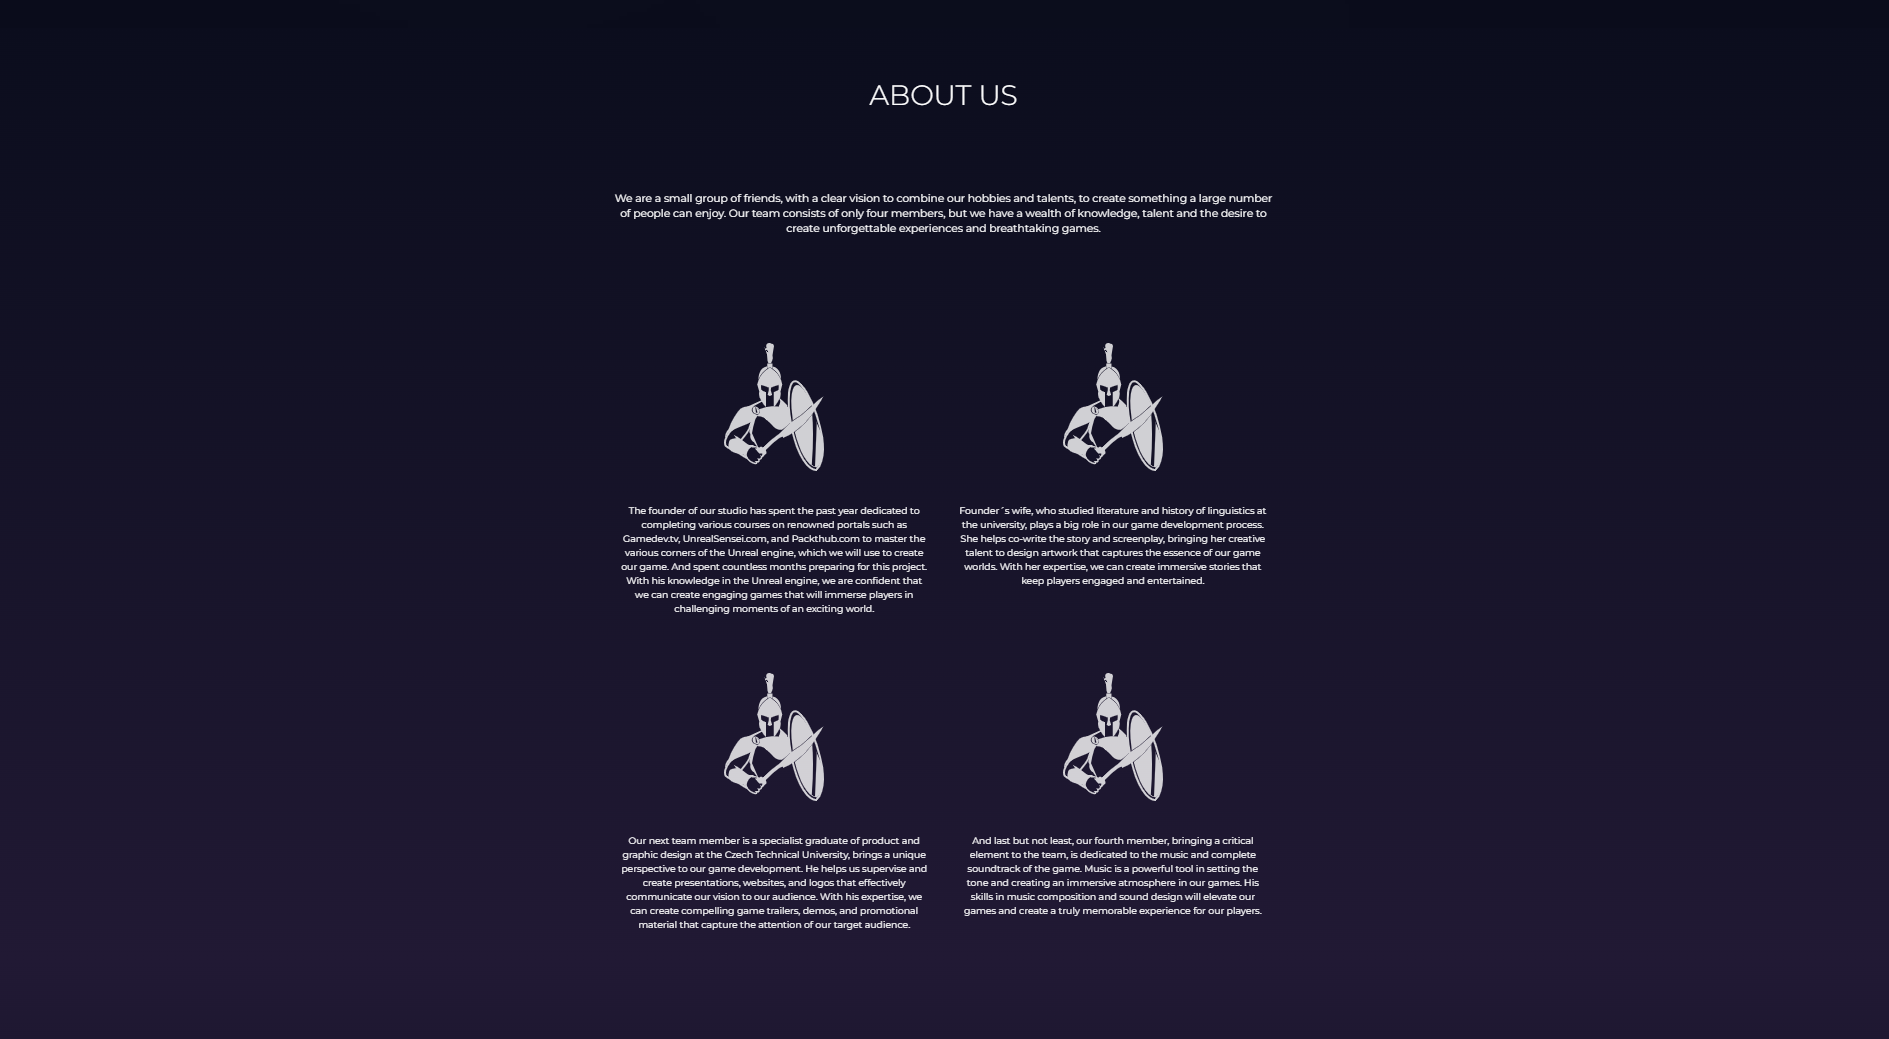 ABOUT US
We are a small group of friends, with a clear vision to combine our hobbies and talents, to create something a large number
of people can enjoy. Our team consists of only four members, but we have a wealth of knowledge, talent and the desire to
create unforgettable experiences and breathtaking games.
The founder of our studio has spent the past year dedicated to
completing various courses on renowned portals such as
Gamedev.tv, UnrealSensei.com, and Packthub.com to master the
various corners of the Unreal engine, which we will use to create
our game. And spent countless months preparing for this project.
With his knowledge in the Unreal engine, we are confident that
we can create engaging games that will immerse players in
challenging moments of an exciting world.
Founder´s wife, who studied literature and history of linguistics at
the university, plays a big role in our game development process.
She helps co-write the story and screenplay, bringing her creative
talent to design artwork that captures the essence of our game
worlds. With her expertise, we can create immersive stories that
keep players engaged and entertained.
Our next team member is a specialist graduate of product and
graphic design at the Czech Technical University, brings a unique
perspective to our game development. He helps us supervise and
create presentations, websites, and logos that effectively
communicate our vision to our audience. With his expertise, we
can create compelling game trailers, demos, and promotional
material that capture the attention of our target audience.
And last but not least, our fourth member, bringing a critical
element to the team, is dedicated to the music and complete
soundtrack of the game. Music is a powerful tool in setting the
tone and creating an immersive atmosphere in our games. His
skills in music composition and sound design will elevate our
games and create a truly memorable experience for our players.